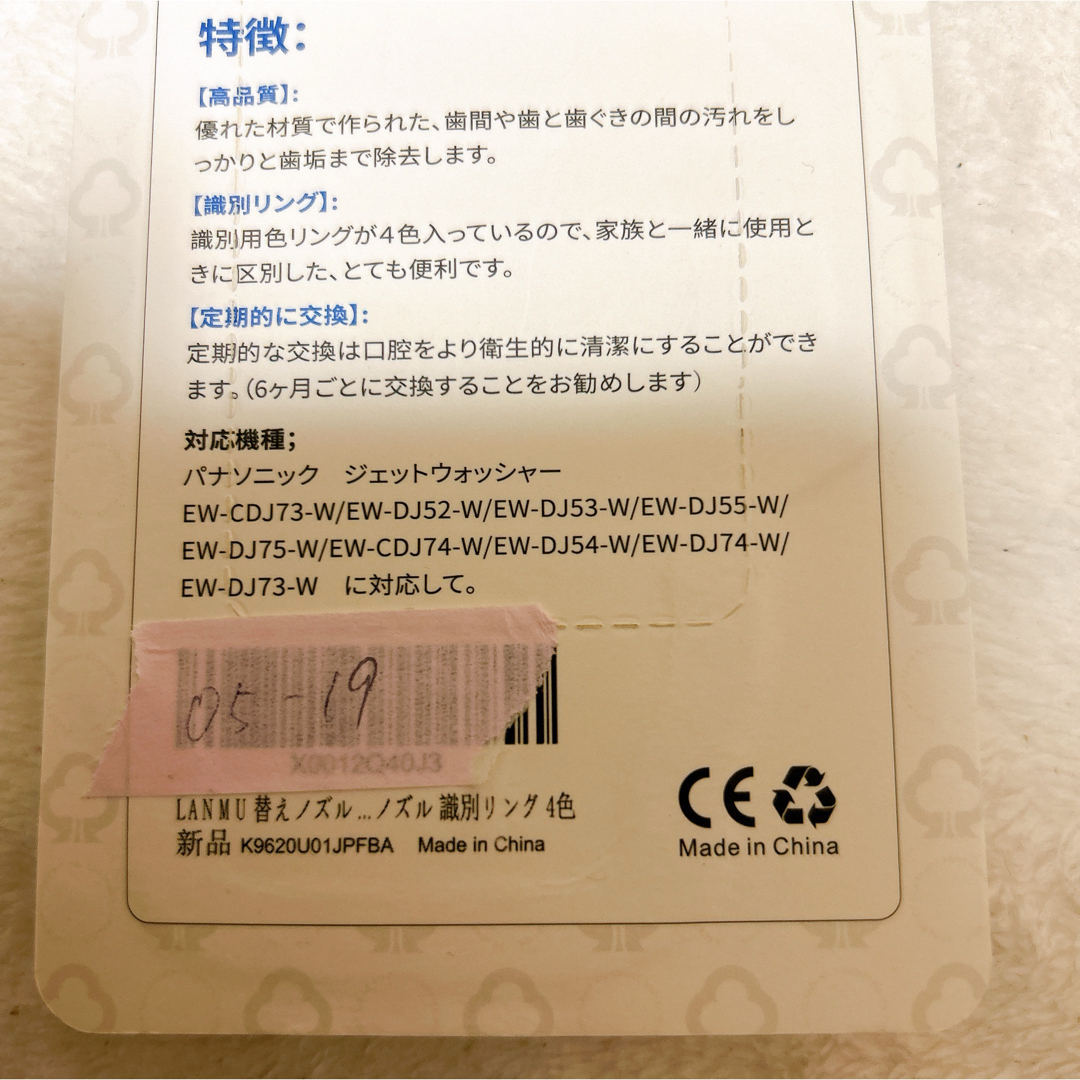 特徴:
【高品質】:
優れた材質で作られた、歯間や歯と歯ぐきの間の汚れをし
っかりと歯垢まで除去します。
【識別リング】:
識別用色リングが4色入っているので、家族と一緒に使用と
きに区別した、とても便利です。
【定期的に交換】:
定期的な交換は口腔をより衛生的に清潔にすることができ
ます。(6ヶ月ごとに交換することをお勧めします)
対応機種;
パナソニック　ジェットウォッシャー
EW-CDJ73-W/EW-DJ52-W/EW-DJ53-W/EW-DJ55-W/
EW-DJ75-W/EW-CDJ74-W/EW-DJ54-W/EW-DJ74-W/
EW-DJ73-W　に対応して。
05-19
X0012Q40J3
LANMU 替えノズル...ノズル 識別リング 4色
新品 K9620U01JPFBA Made in China
CE
Made in China